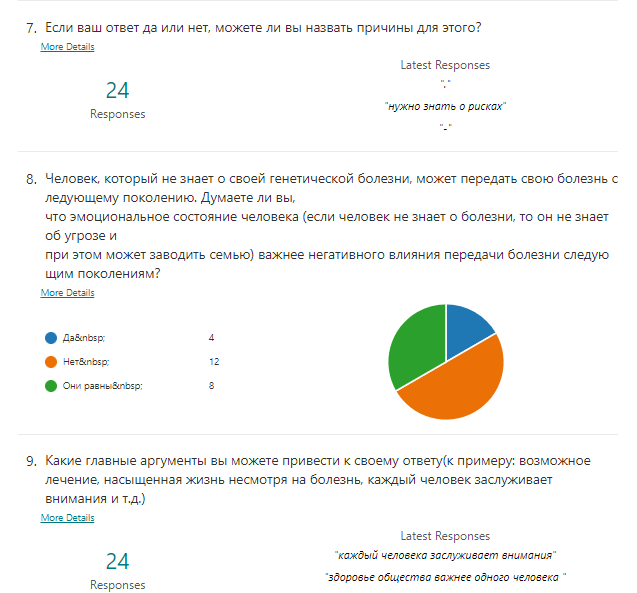 7. Если ваш ответ да или нет, можете ли вы назвать причины для этого?
More Details
24
Responses
Latest Responses
"."
"нужно знать о рисках"
"-"
8. Человек, который не знает о своей генетической болезни, может передать свою болезнь с
ледующему поколению. Думаете ли вы,
что эмоциональное состояние человека (если человек не знает о болезни, то он не знает
об угрозе и
при этом может заводить семью) важнее негативного влияния передачи болезни следую
щим поколениям?
More Details
Да&nbsp; 4
Нет&nbsp; 12
Они равны&nbsp; 8
9. Какие главные аргументы вы можете привести к своему ответу(к примеру: возможное
лечение, насыщенная жизнь несмотря на болезнь, каждый человек заслуживает
внимания и т.д.)
More Details
24
Responses
Latest Responses
"каждый человека заслуживает внимания"
"здоровье общества важнее одного человека "